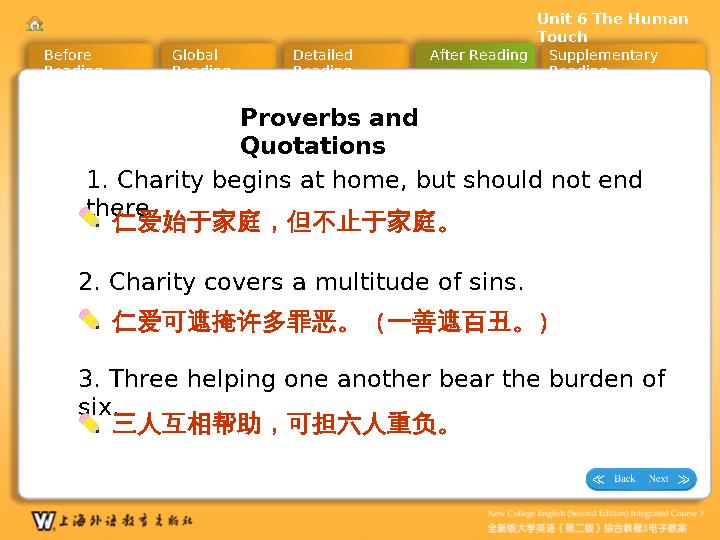 Unit 6 The Human
Touch
Before
Reading
Global
Reading
Detailed
Reading
After Reading
Supplementary
Reading
Proverbs and
Quotations
1. Charity begins at home, but should not end
there.
仁爱始于家庭，但不止于家庭。
2. Charity covers a multitude of sins.
仁爱可遮掩许多罪恶。（一善遮百丑。）
3. Three helping one another bear the burden of
six.
三人互相帮助，可担六人重负。
Back Next
上海外语教育出版社
New College English (Second Edition) Integrated Course 3
全新版大学英语（第二版）综合教程3电子教案